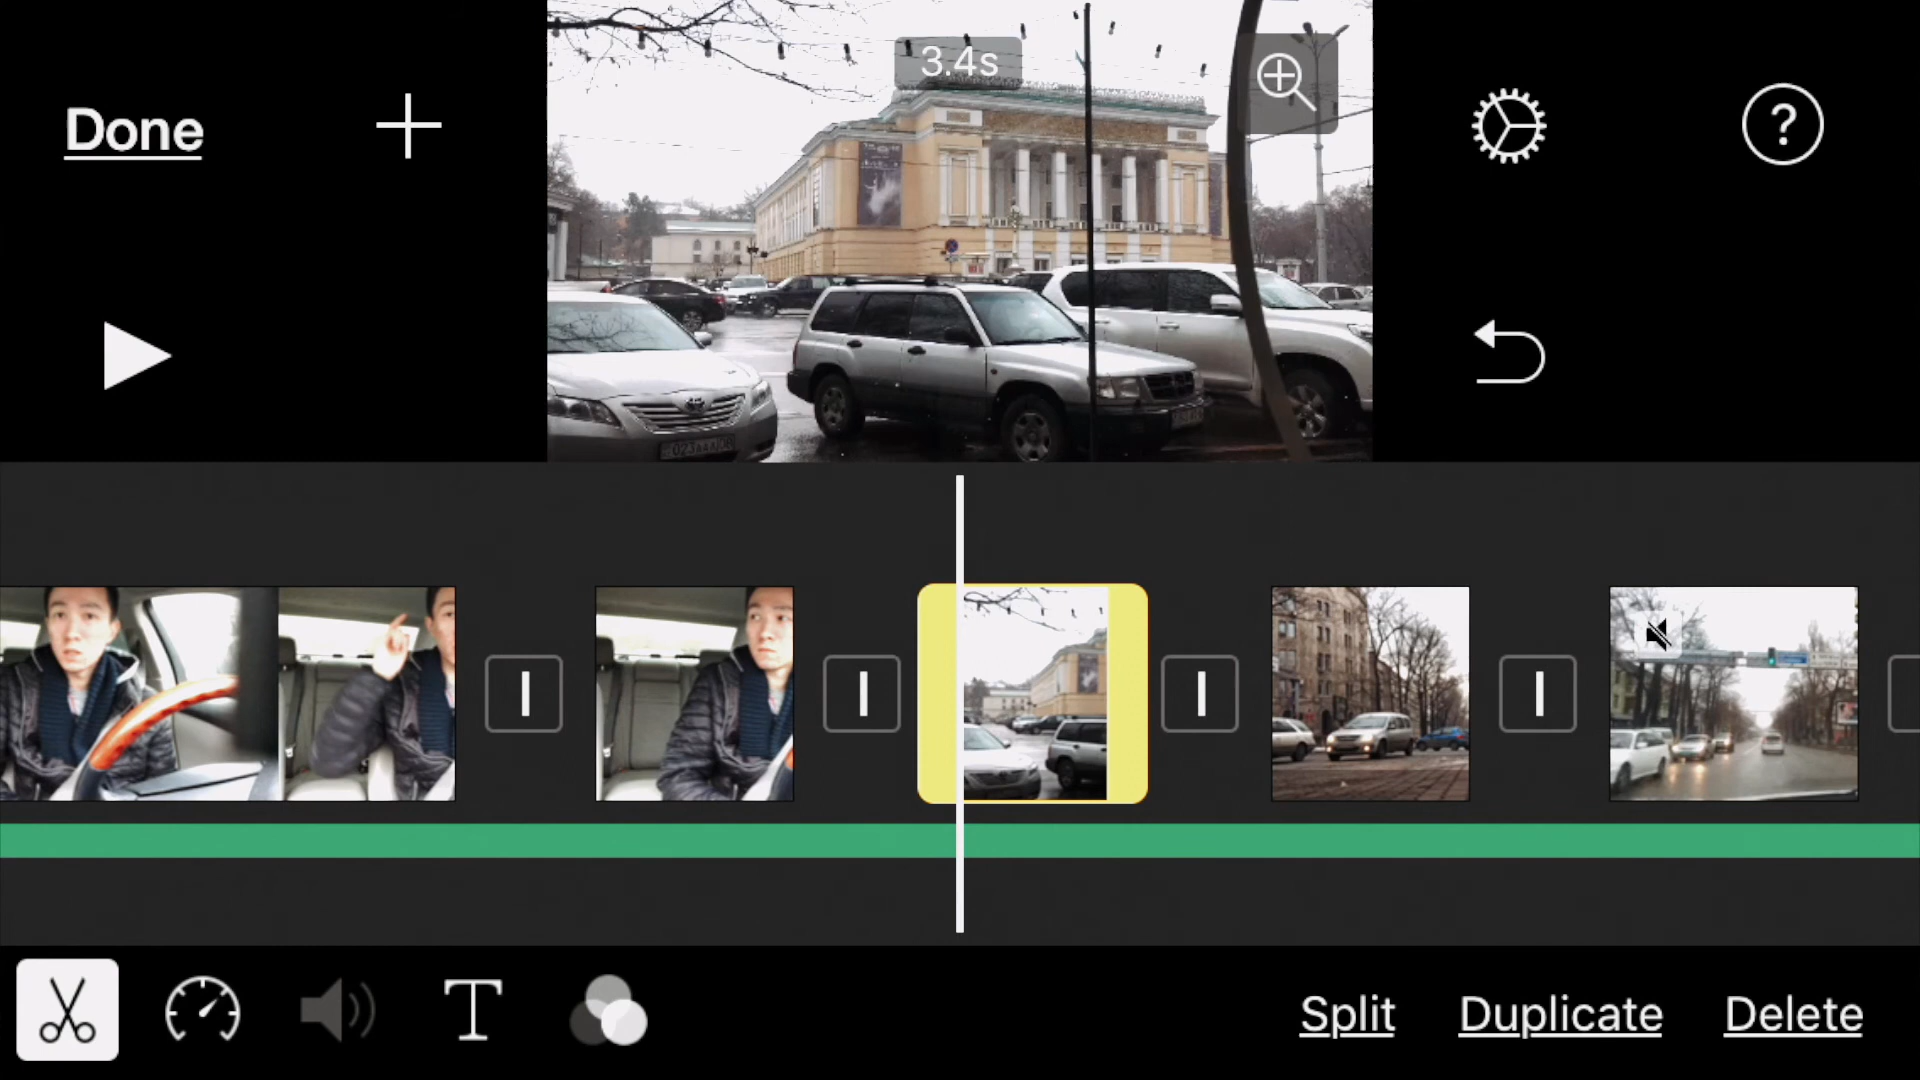 3.4s
Done
+
?
T
Split
Duplicate
Delete